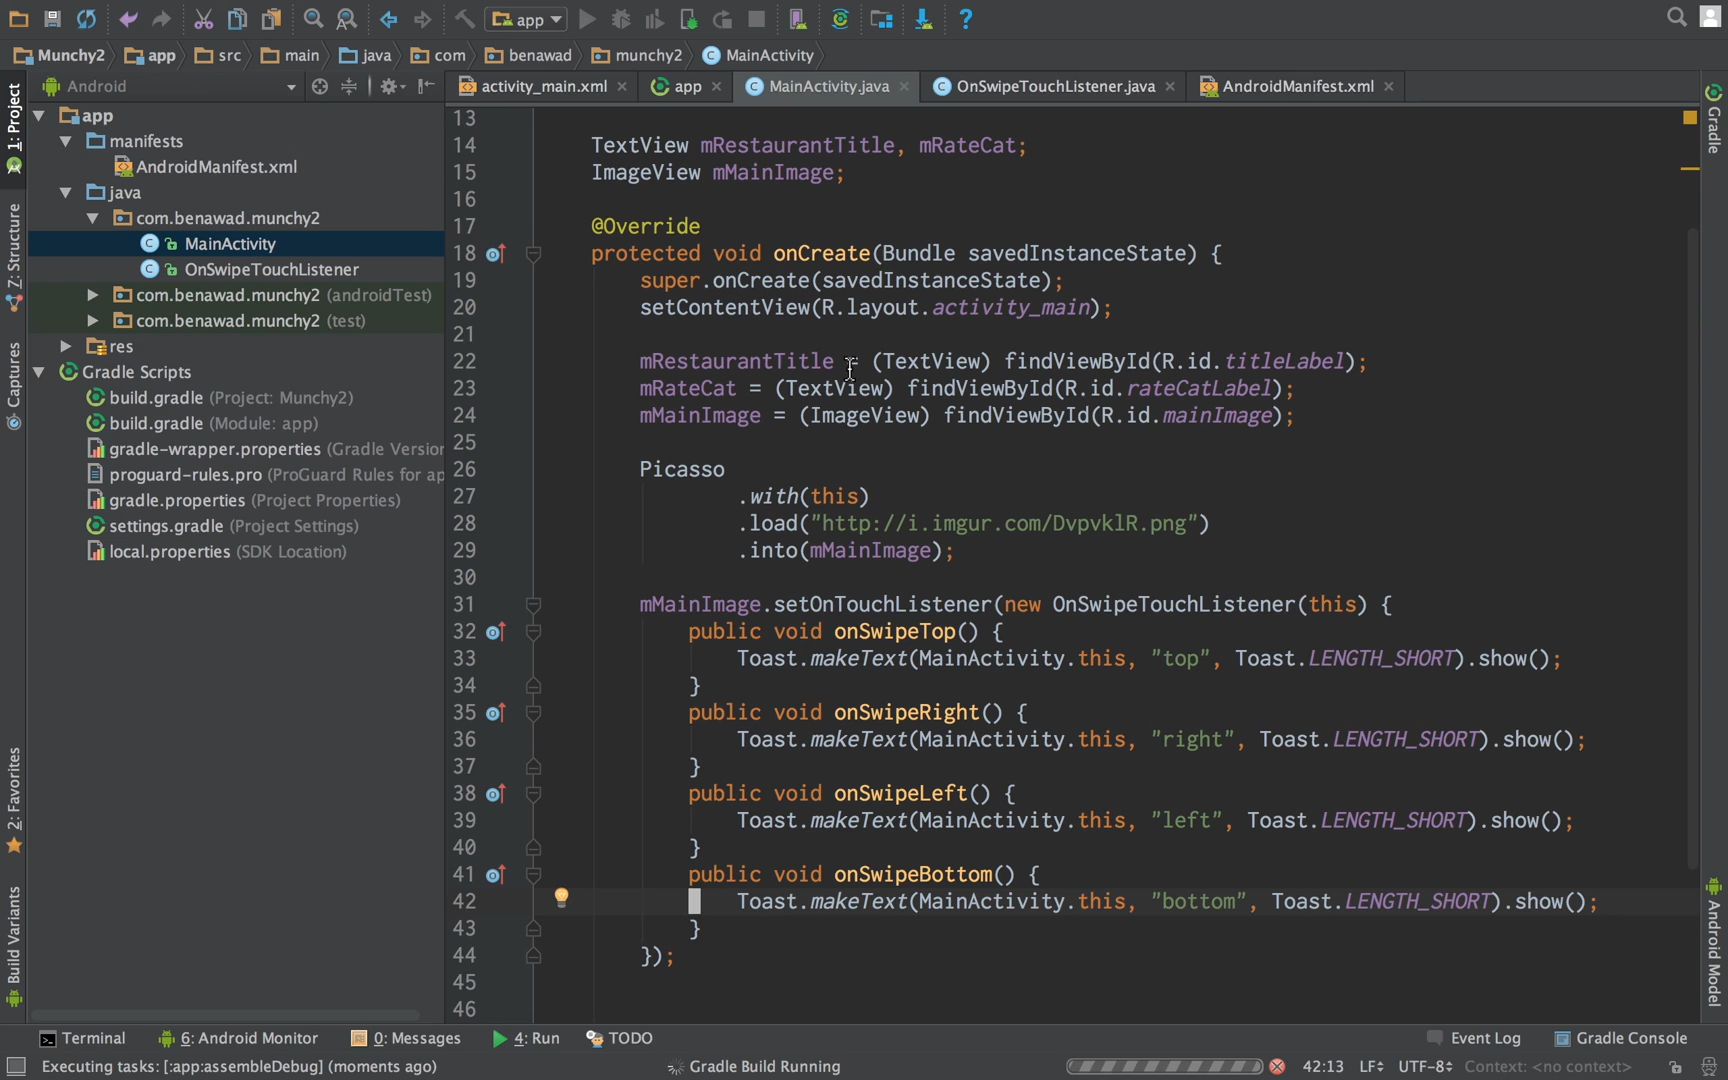 app
Munchy2 app src main java com benawad munchy2 MainActivity
Android
activity_main.xml app MainActivity.java OnSwipeTouchListener.java AndroidManifest.xml
1: Project
Z: Structure
Captures
2: Favorites
Build Variants
app
manifests
AndroidManifest.xml
java
com.benawad.munchy2
MainActivity
OnSwipeTouchListener
com.benawad.munchy2 (androidTest)
com.benawad.munchy2 (test)
res
Gradle Scripts
build.gradle (Project: Munchy2)
build.gradle (Module: app)
gradle-wrapper.properties (Gradle Version
proguard-rules.pro (ProGuard Rules for ap
gradle.properties (Project Properties)
settings.gradle (Project Settings)
local.properties (SDK Location)
13
14 TextView mRestaurantTitle, mRateCat;
15 ImageView mMainImage;
16
17 @Override
18 protected void onCreate(Bundle savedInstanceState) {
19 super.onCreate(savedInstanceState);
20 setContentView(R.layout.activity_main);
21
22 mRestaurantTitle = (TextView) findViewById(R.id.titleLabel);
23 mRateCat = (TextView) findViewById(R.id.rateCatLabel);
24 mMainImage = (ImageView) findViewById(R.id.mainImage);
25
26 Picasso
27 .with(this)
28 .load("http://i.imgur.com/DvpvklR.png")
29 .into(mMainImage);
30
31 mMainImage.setOnTouchListener(new OnSwipeTouchListener(this) {
32 public void onSwipeTop() {
33 Toast.makeText(MainActivity.this, "top", Toast.LENGTH_SHORT).show();
34 }
35 public void onSwipeRight() {
36 Toast.makeText(MainActivity.this, "right", Toast.LENGTH_SHORT).show();
37 }
38 public void onSwipeLeft() {
39 Toast.makeText(MainActivity.this, "left", Toast.LENGTH_SHORT).show();
40 }
41 public void onSwipeBottom() {
42 Toast.makeText(MainActivity.this, "bottom", Toast.LENGTH_SHORT).show();
43 }
44 });
45
46
Gradle
Android Model
Terminal 6: Android Monitor 0: Messages 4: Run TODO Event Log Gradle Console
Executing tasks: [:app:assembleDebug] (moments ago) Gradle Build Running 42:13 LF UTF-8 Context: <no context>